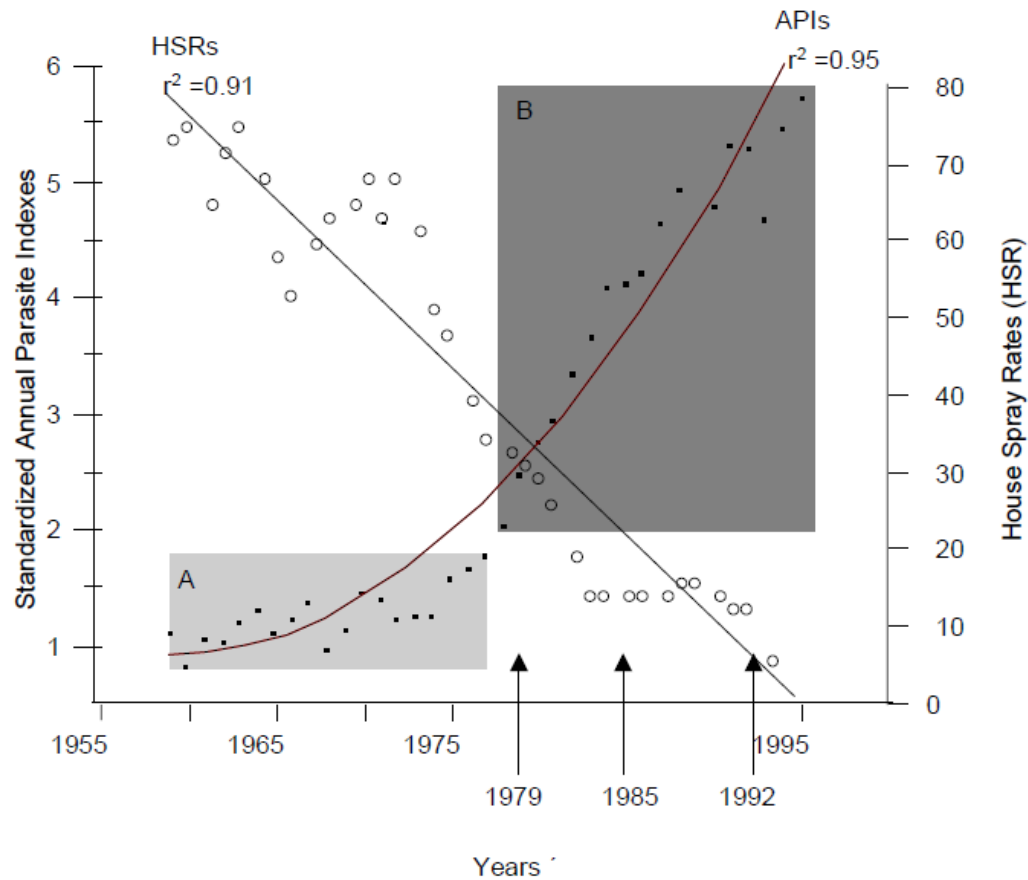 APIs
r² =0.95
HSRs
r² =0.91
Standardized Annual Parasite Indexes
6
5
4
3
2
1
A
B
House Spray Rates (HSR)
80
70
60
50
40
30
20
10
0
1955
1965
1975
1995
1979
1985
1992
Years ´